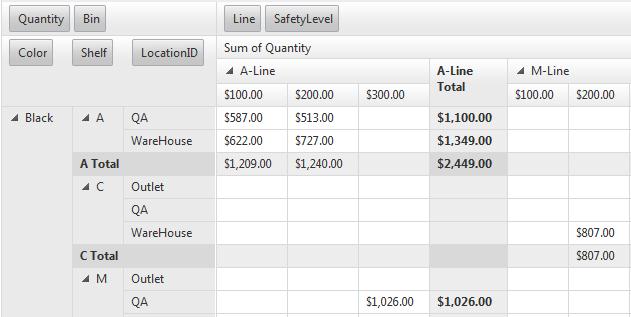 Quantity Bin Line SafetyLevel
Color Shelf LocationID Sum of Quantity
A-Line A-Line Total M-Line
$100.00 $200.00 $300.00 $100.00 $200.00
Black A QA $587.00 $513.00 $1,100.00
WareHouse $622.00 $727.00 $1,349.00
A Total $1,209.00 $1,240.00 $2,449.00
C Outlet
QA
WareHouse $807.00
C Total $807.00
M Outlet
QA $1,026.00 $1,026.00